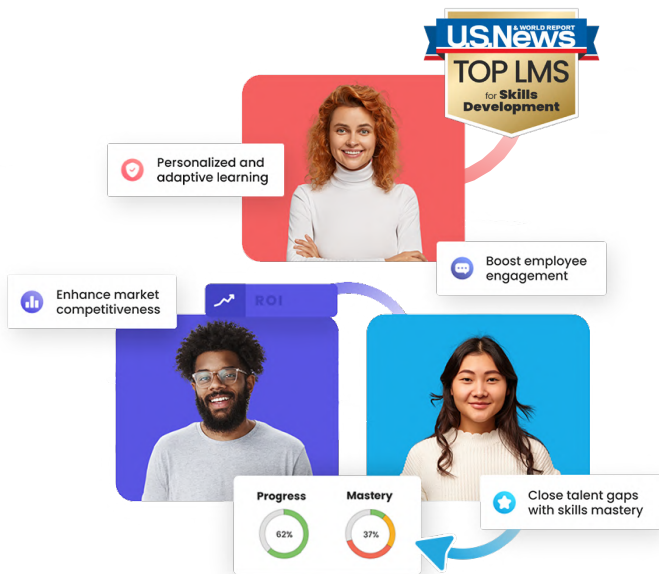 U.S.News
& WORLD REPORT
TOP LMS
for Skills
Development
Personalized and
adaptive learning
Boost employee
engagement
Enhance market
competitiveness
ROI
Progress
Mastery
62%
37%
Close talent gaps
with skills mastery